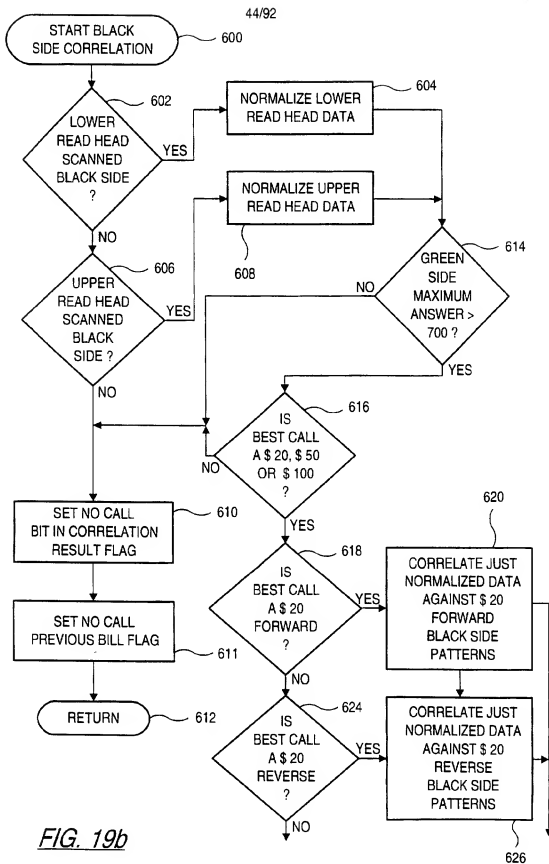 44/92
START BLACK
SIDE CORRELATION
600
602
LOWER
READ HEAD
SCANNED
BLACK SIDE
?
YES
NO
604
NORMALIZE LOWER
READ HEAD DATA
NORMALIZE UPPER
READ HEAD DATA
608
606
UPPER
READ HEAD
SCANNED
BLACK
SIDE ?
YES
NO
614
GREEN
SIDE
MAXIMUM
ANSWER >
700 ?
NO
YES
616
IS
BEST CALL
A $ 20, $ 50
OR $ 100
?
NO
YES
610
SET NO CALL
BIT IN CORRELATION
RESULT FLAG
SET NO CALL
PREVIOUS BILL FLAG
611
RETURN
612
618
IS
BEST CALL
A $ 20
FORWARD
?
YES
NO
620
CORRELATE JUST
NORMALIZED DATA
AGAINST $ 20
FORWARD
BLACK SIDE
PATTERNS
624
IS
BEST CALL
A $ 20
REVERSE
?
YES
NO
CORRELATE JUST
NORMALIZED DATA
AGAINST $ 20
REVERSE
BLACK SIDE
PATTERNS
626
FIG. 19b